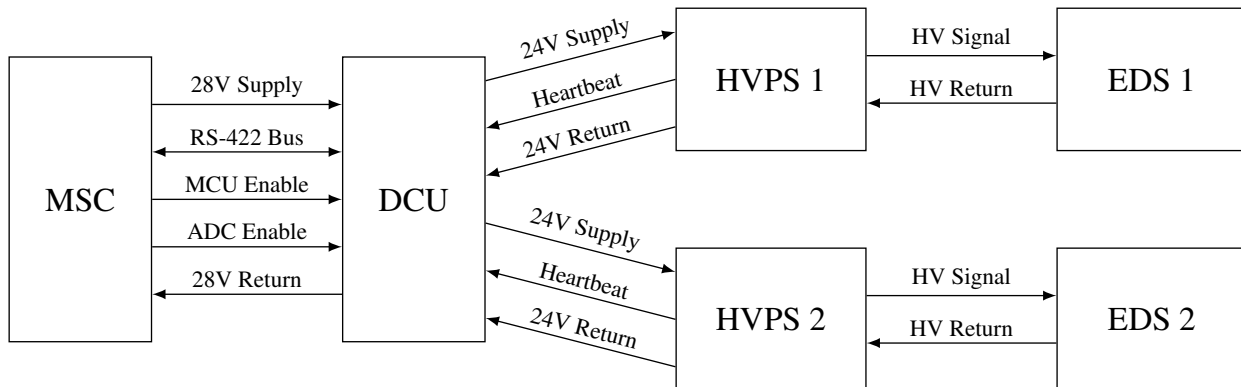 MSC
28V Supply
RS-422 Bus
MCU Enable
ADC Enable
28V Return
DCU
24V Supply
Heartbeat
24V Return
HVPS 1
HV Signal
HV Return
EDS 1
24V Supply
Heartbeat
24V Return
HVPS 2
HV Signal
HV Return
EDS 2